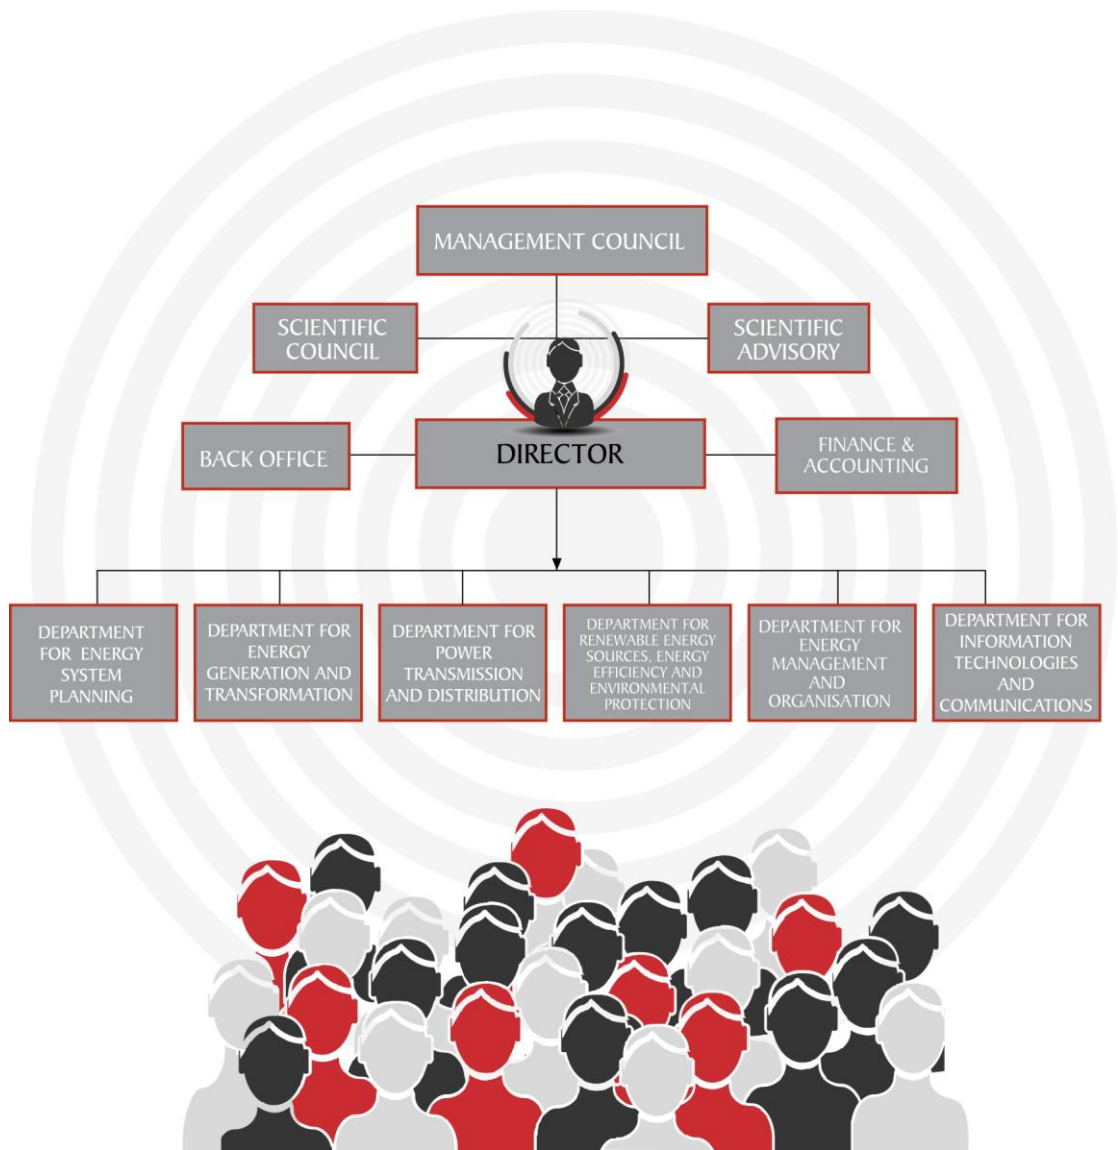 MANAGEMENT COUNCIL
SCIENTIFIC
COUNCIL
SCIENTIFIC
ADVISORY
BACK OFFICE
DIRECTOR
FINANCE &
ACCOUNTING
DEPARTMENT
FOR ENERGY
SYSTEM
PLANNING
DEPARTMENT FOR
ENERGY
GENERATION AND
TRANSFORMATION
DEPARTMENT FOR
POWER
TRANSMISSION
AND DISTRIBUTION
DEPARTMENT FOR
RENEWABLE ENERGY
SOURCES, ENERGY
EFFICIENCY AND
ENVIRONMENTAL
PROTECTION
DEPARTMENT FOR
ENERGY
MANAGEMENT
AND
ORGANISATION
DEPARTMENT FOR
INFORMATION
TECHNOLOGIES
AND
COMMUNICATIONS